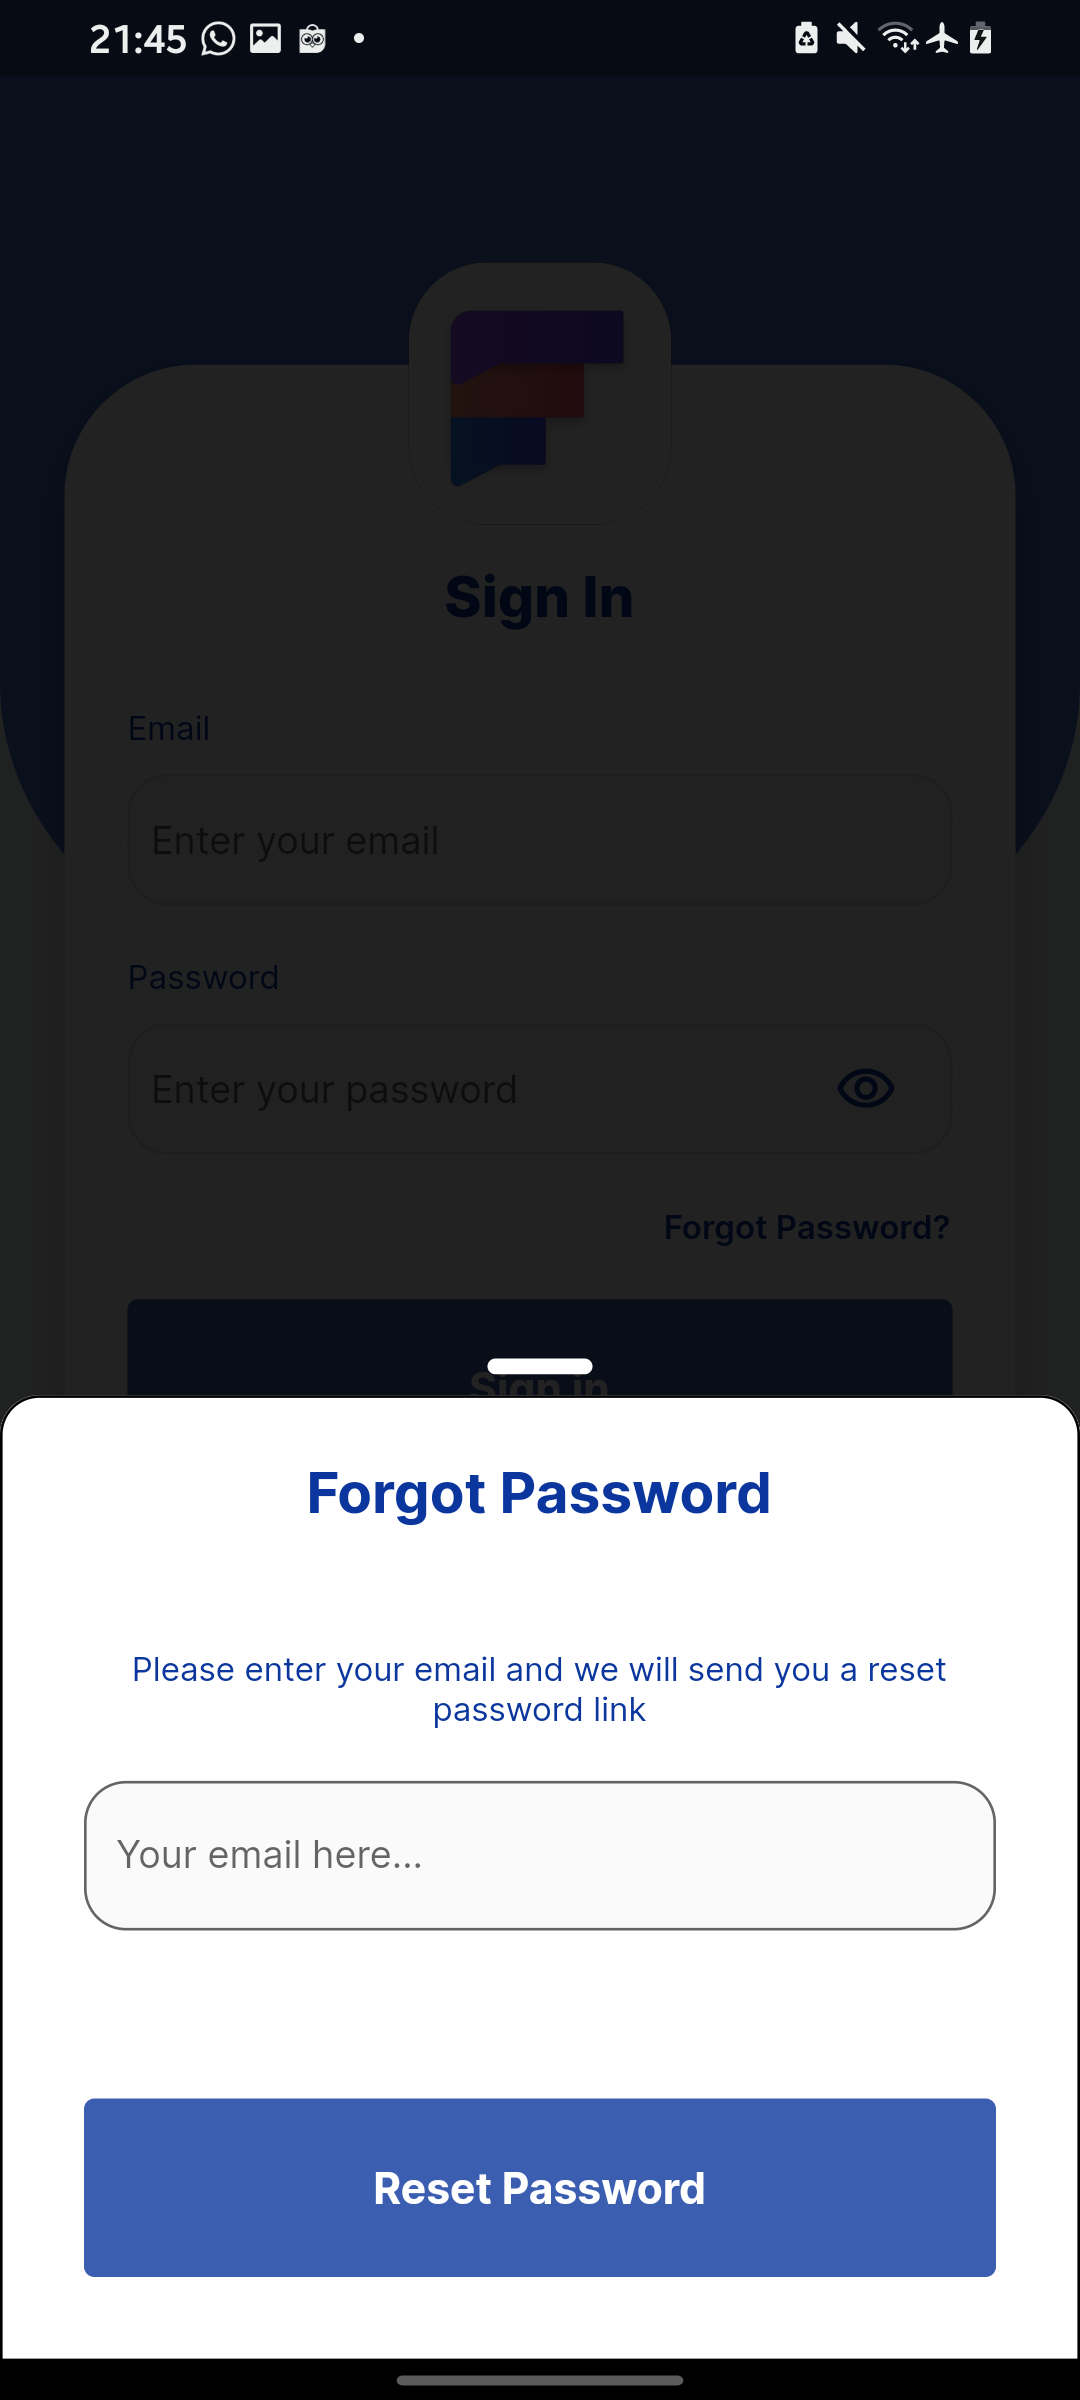 21:45
Sign In
Email
Enter your email
Password
Enter your password
Forgot Password?
Sign in
Forgot Password
Please enter your email and we will send you a reset
password link
Your email here...
Reset Password